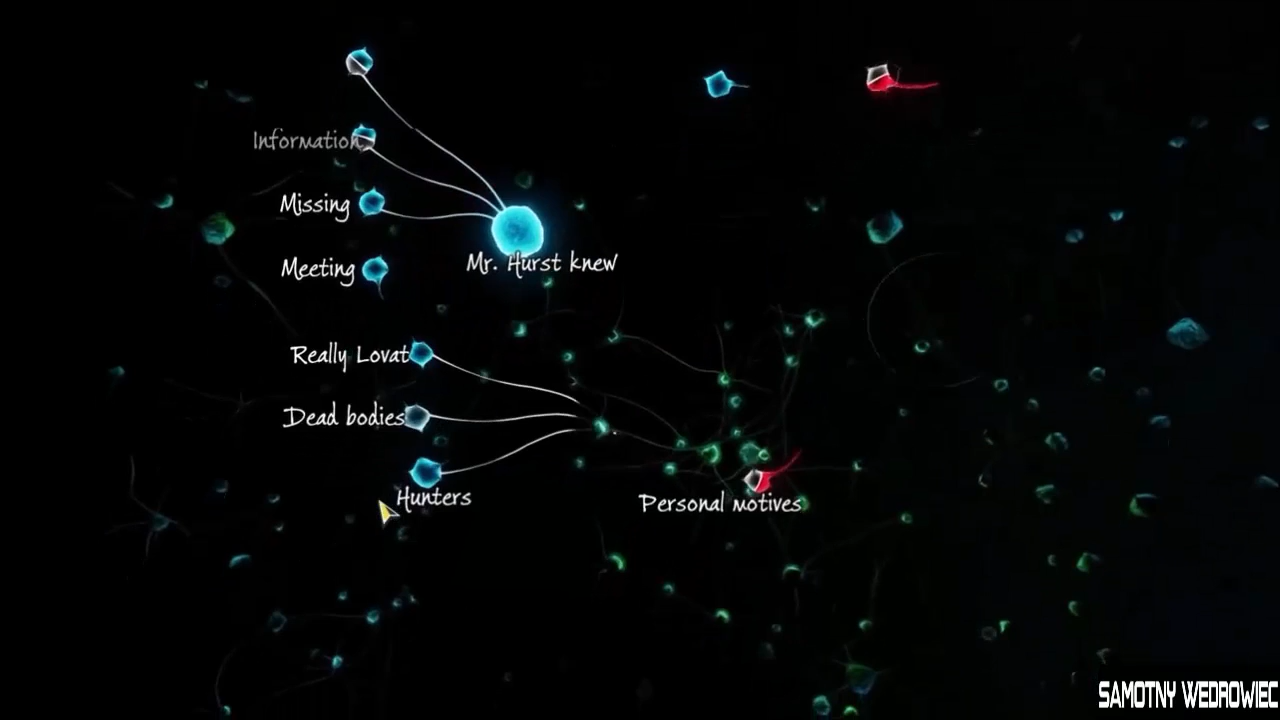 Information
Missing
Meeting
Mr. Hurst knew
Really Lovat
Dead bodies
Hunters
Personal motives
SAMOTNY WEDROWIEC